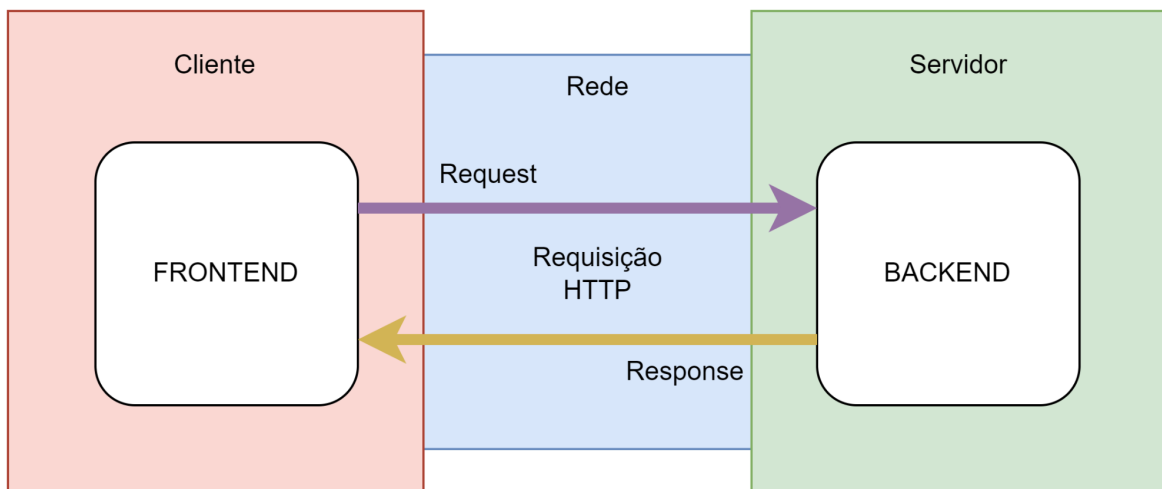 Cliente
Rede
Servidor
Request
FRONTEND
Requisição
HTTP
BACKEND
Response